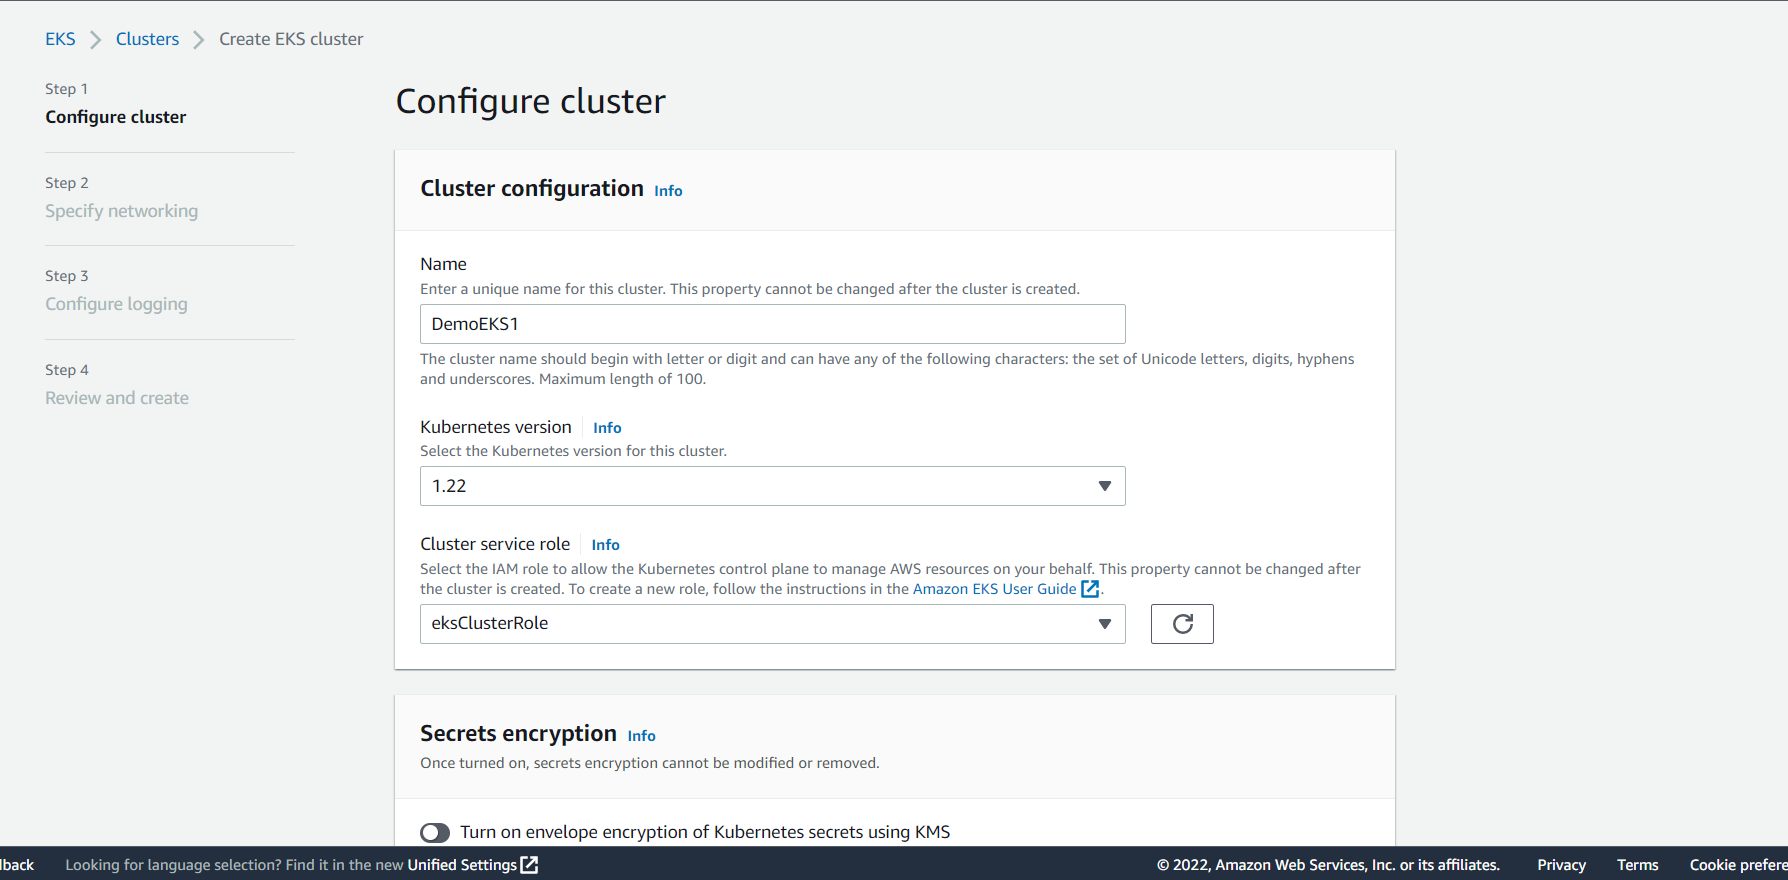 EKS > Clusters > Create EKS cluster
Step 1
Configure cluster
Step 2
Specify networking
Step 3
Configure logging
Step 4
Review and create
Configure cluster
Cluster configuration Info
Name
Enter a unique name for this cluster. This property cannot be changed after the cluster is created.
DemoEKS1
The cluster name should begin with letter or digit and can have any of the following characters: the set of Unicode letters, digits, hyphens
and underscores. Maximum length of 100.
Kubernetes version Info
Select the Kubernetes version for this cluster.
1.22
Cluster service role Info
Select the IAM role to allow the Kubernetes control plane to manage AWS resources on your behalf. This property cannot be changed after
the cluster is created. To create a new role, follow the instructions in the Amazon EKS User Guide.
eksClusterRole
Secrets encryption Info
Once turned on, secrets encryption cannot be modified or removed.
Turn on envelope encryption of Kubernetes secrets using KMS
Looking for language selection? Find it in the new Unified Settings © 2022, Amazon Web Services, Inc. or its affiliates. Privacy Terms Cookie